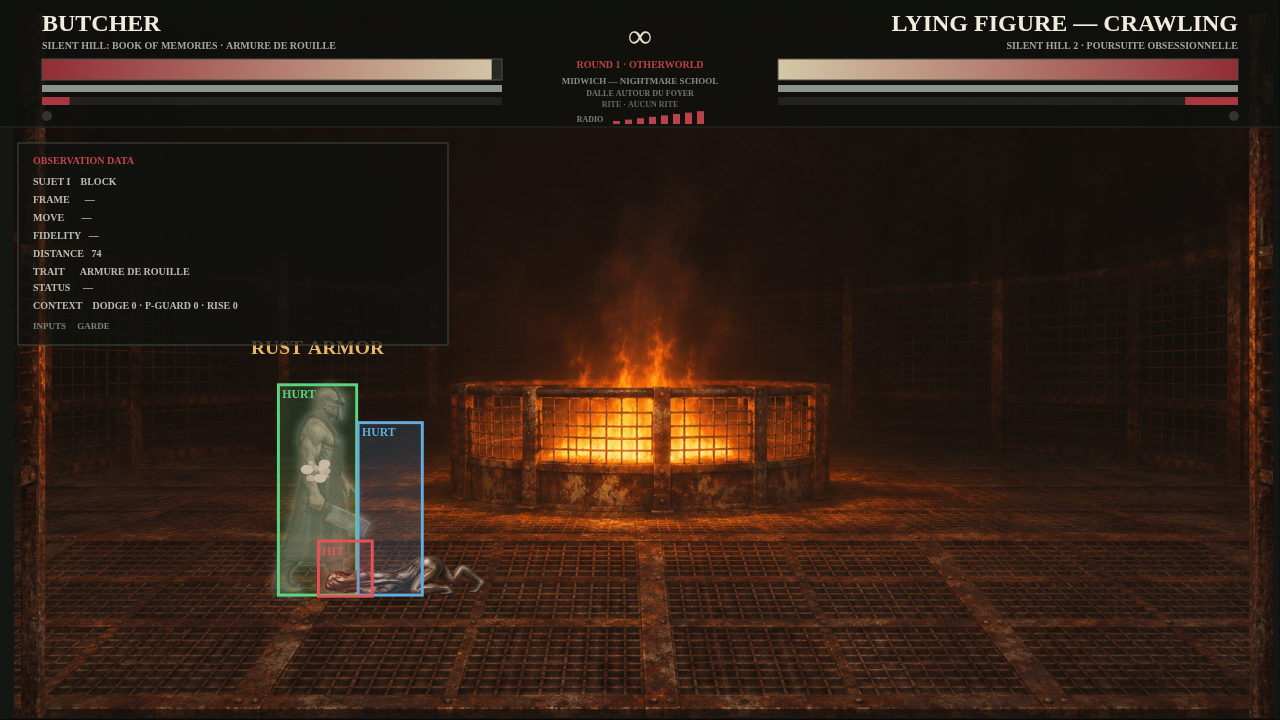 BUTCHER
SILENT HILL: BOOK OF MEMORIES · ARMURE DE ROUILLE
∞
ROUND 1 · OTHERWORLD
MIDWICH — NIGHTMARE SCHOOL
DALLE AUTOUR DU FOYER
RITE · AUCUN RITE
RADIO
LYING FIGURE — CRAWLING
SILENT HILL 2 · POURSUITE OBSESSIONNELLE
OBSERVATION DATA
SUJET I BLOCK
FRAME —
MOVE —
FIDELITY —
DISTANCE 74
TRAIT ARMURE DE ROUILLE
STATUS —
CONTEXT DODGE 0 · P-GUARD 0 · RISE 0
INPUTS GARDE
RUST ARMOR
HURT
HURT
HIT